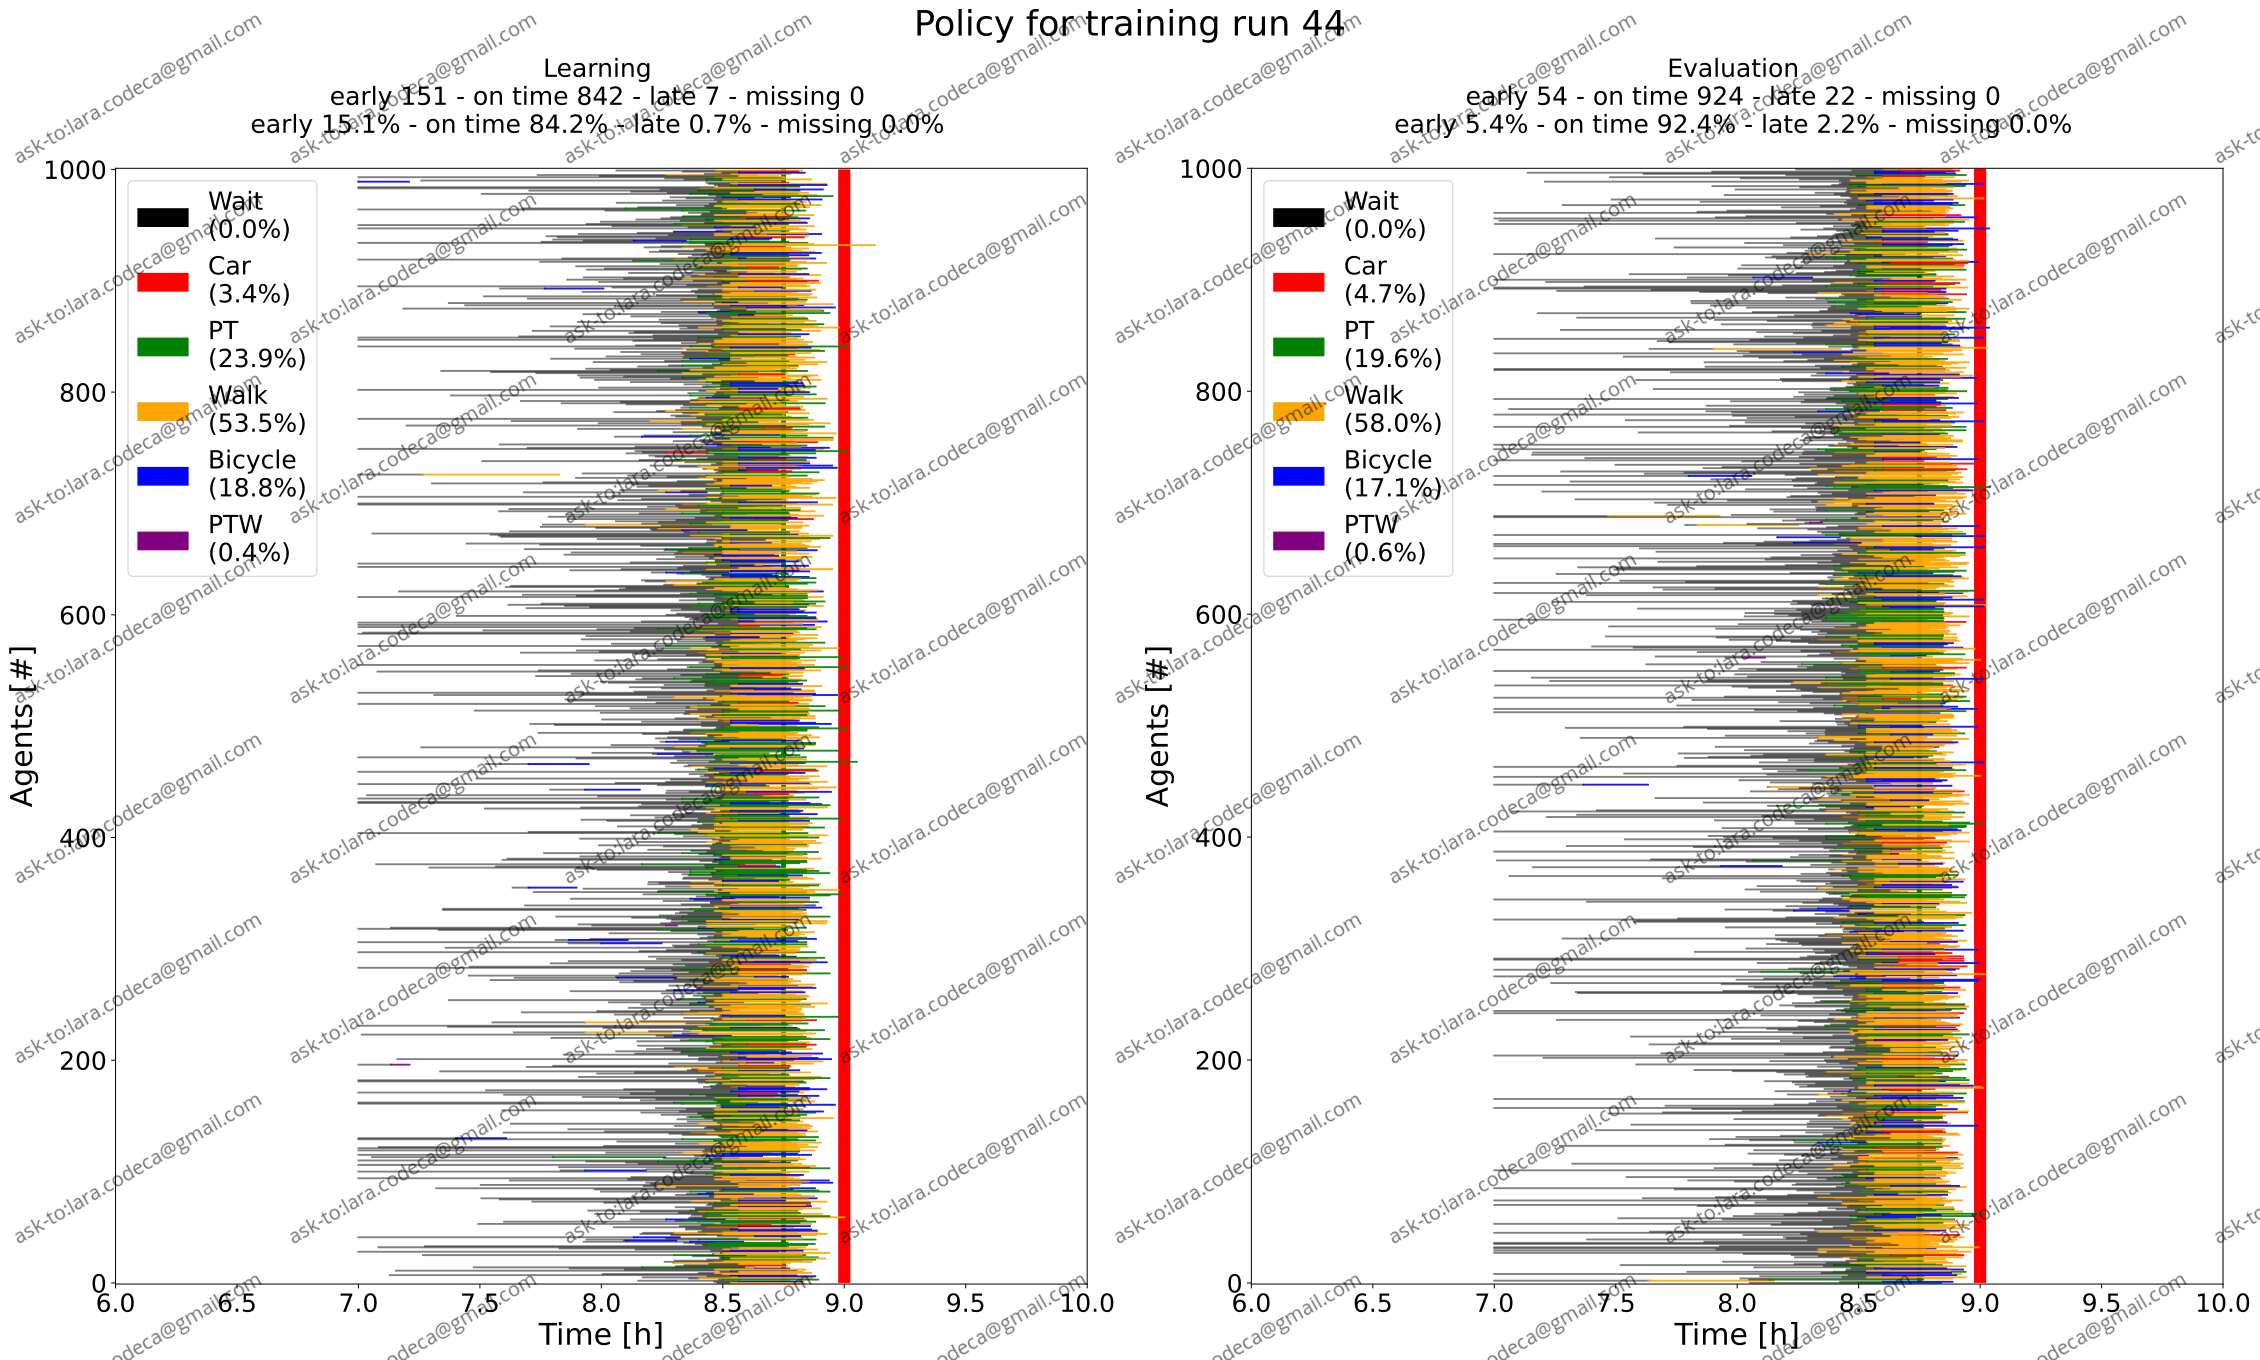 Policy for training run 44
Learning
early 151 - on time 842 - late 7 - missing 0
early 15.1% - on time 84.2% - late 0.7% - missing 0.0%
1000
800
600
400
200
0
Agents [#]
Wait
(0.0%)
Car
(3.4%)
PT
(23.9%)
Walk
(53.5%)
Bicycle
(18.8%)
PTW
(0.4%)
6.0 6.5 7.0 7.5 8.0 8.5 9.0 9.5 10.0
Time [h]
Evaluation
early 54 - on time 924 - late 22 - missing 0
early 5.4% - on time 92.4% - late 2.2% - missing 0.0%
1000
800
600
400
200
0
Agents [#]
Wait
(0.0%)
Car
(4.7%)
PT
(19.6%)
Walk
(58.0%)
Bicycle
(17.1%)
PTW
(0.6%)
6.0 6.5 7.0 7.5 8.0 8.5 9.0 9.5 10.0
Time [h]
ask-to:lara.codeca@gmail.com